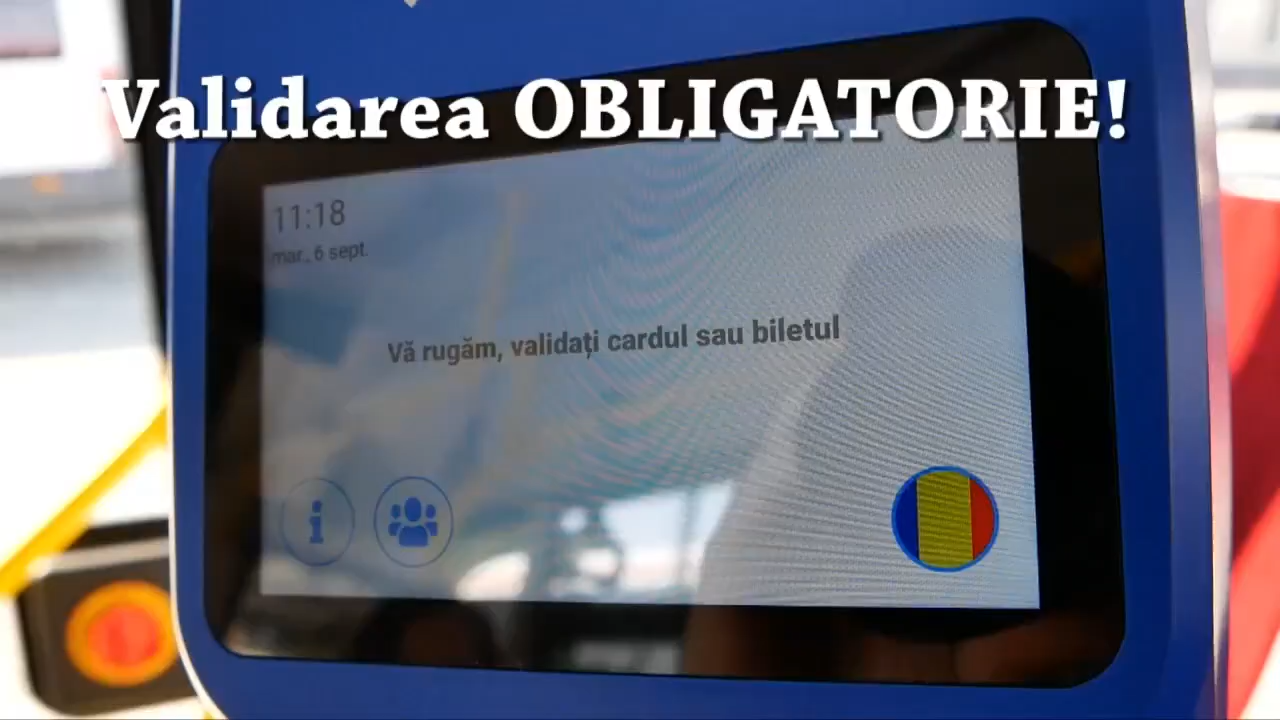 Validarea OBLIGATORIE!
11:18
mar., 6 sept.
Vă rugăm, validați cardul sau biletul